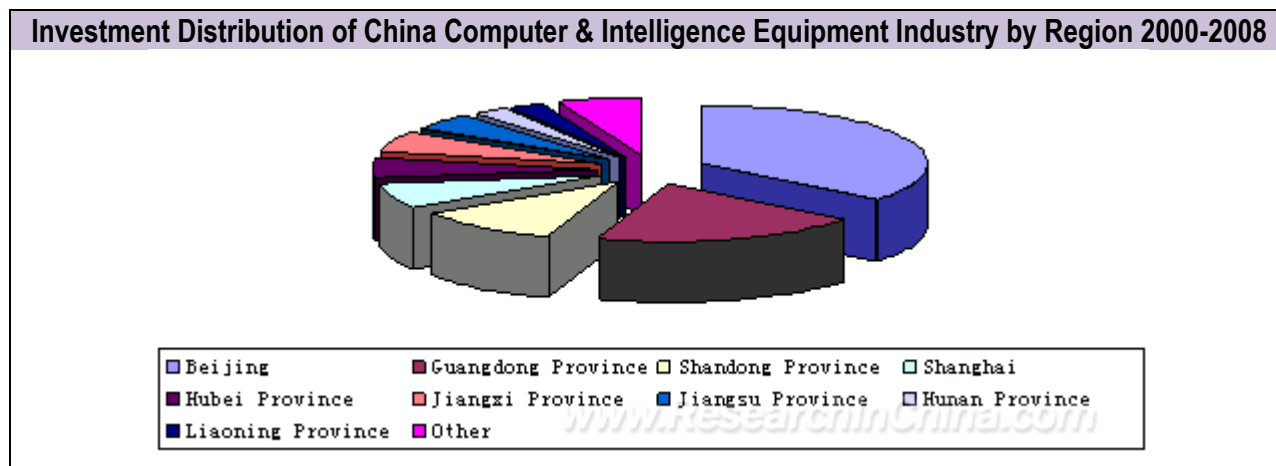 Investment Distribution of China Computer & Intelligence Equipment Industry by Region 2000-2008
Beijing Guangdong Province Shandong Province Shanghai
Hubei Province Jiangxi Province Jiangsu Province Hunan Province
www.ResearchInChina.com
Liaoning Province Other